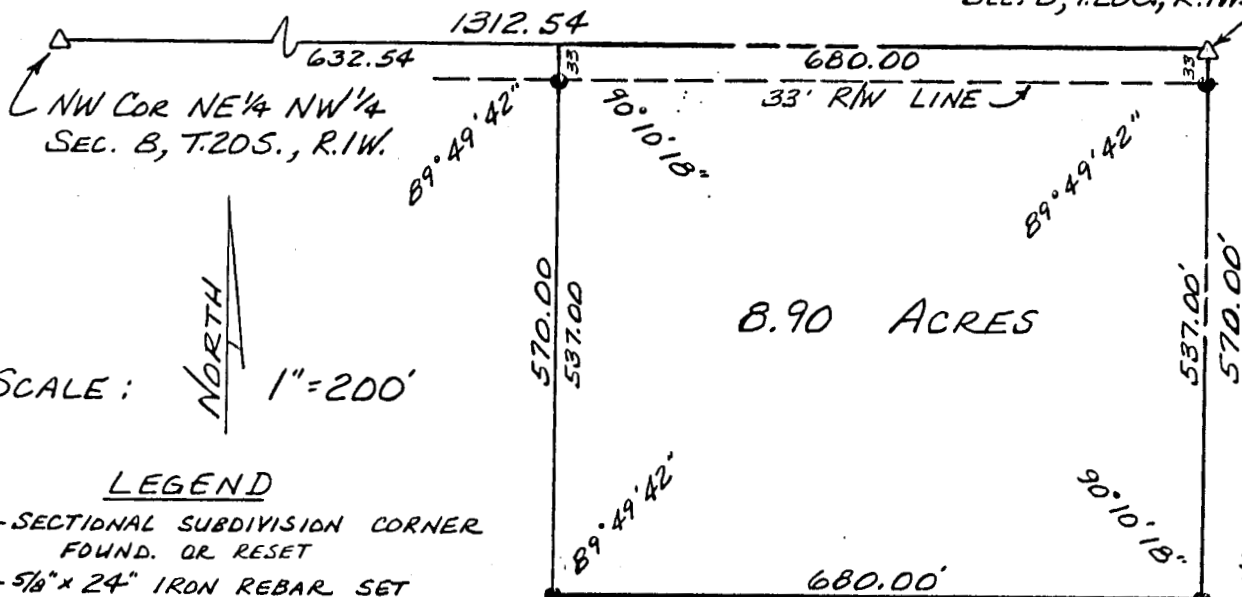 1312.54
632.54
33
680.00
33
33' R/W LINE
NW COR NE¼ NW¼
SEC. 8, T.20S., R.1W.
89°49'42"
90°10'18"
89°49'42"
570.00
537.00
8.90 ACRES
537.00'
570.00'
SCALE:
NORTH
1"=200'
LEGEND
-SECTIONAL SUBDIVISION CORNER
FOUND. OR RESET
-5/8"x 24" IRON REBAR SET
89°49'42"
90°10'18"
680.00'